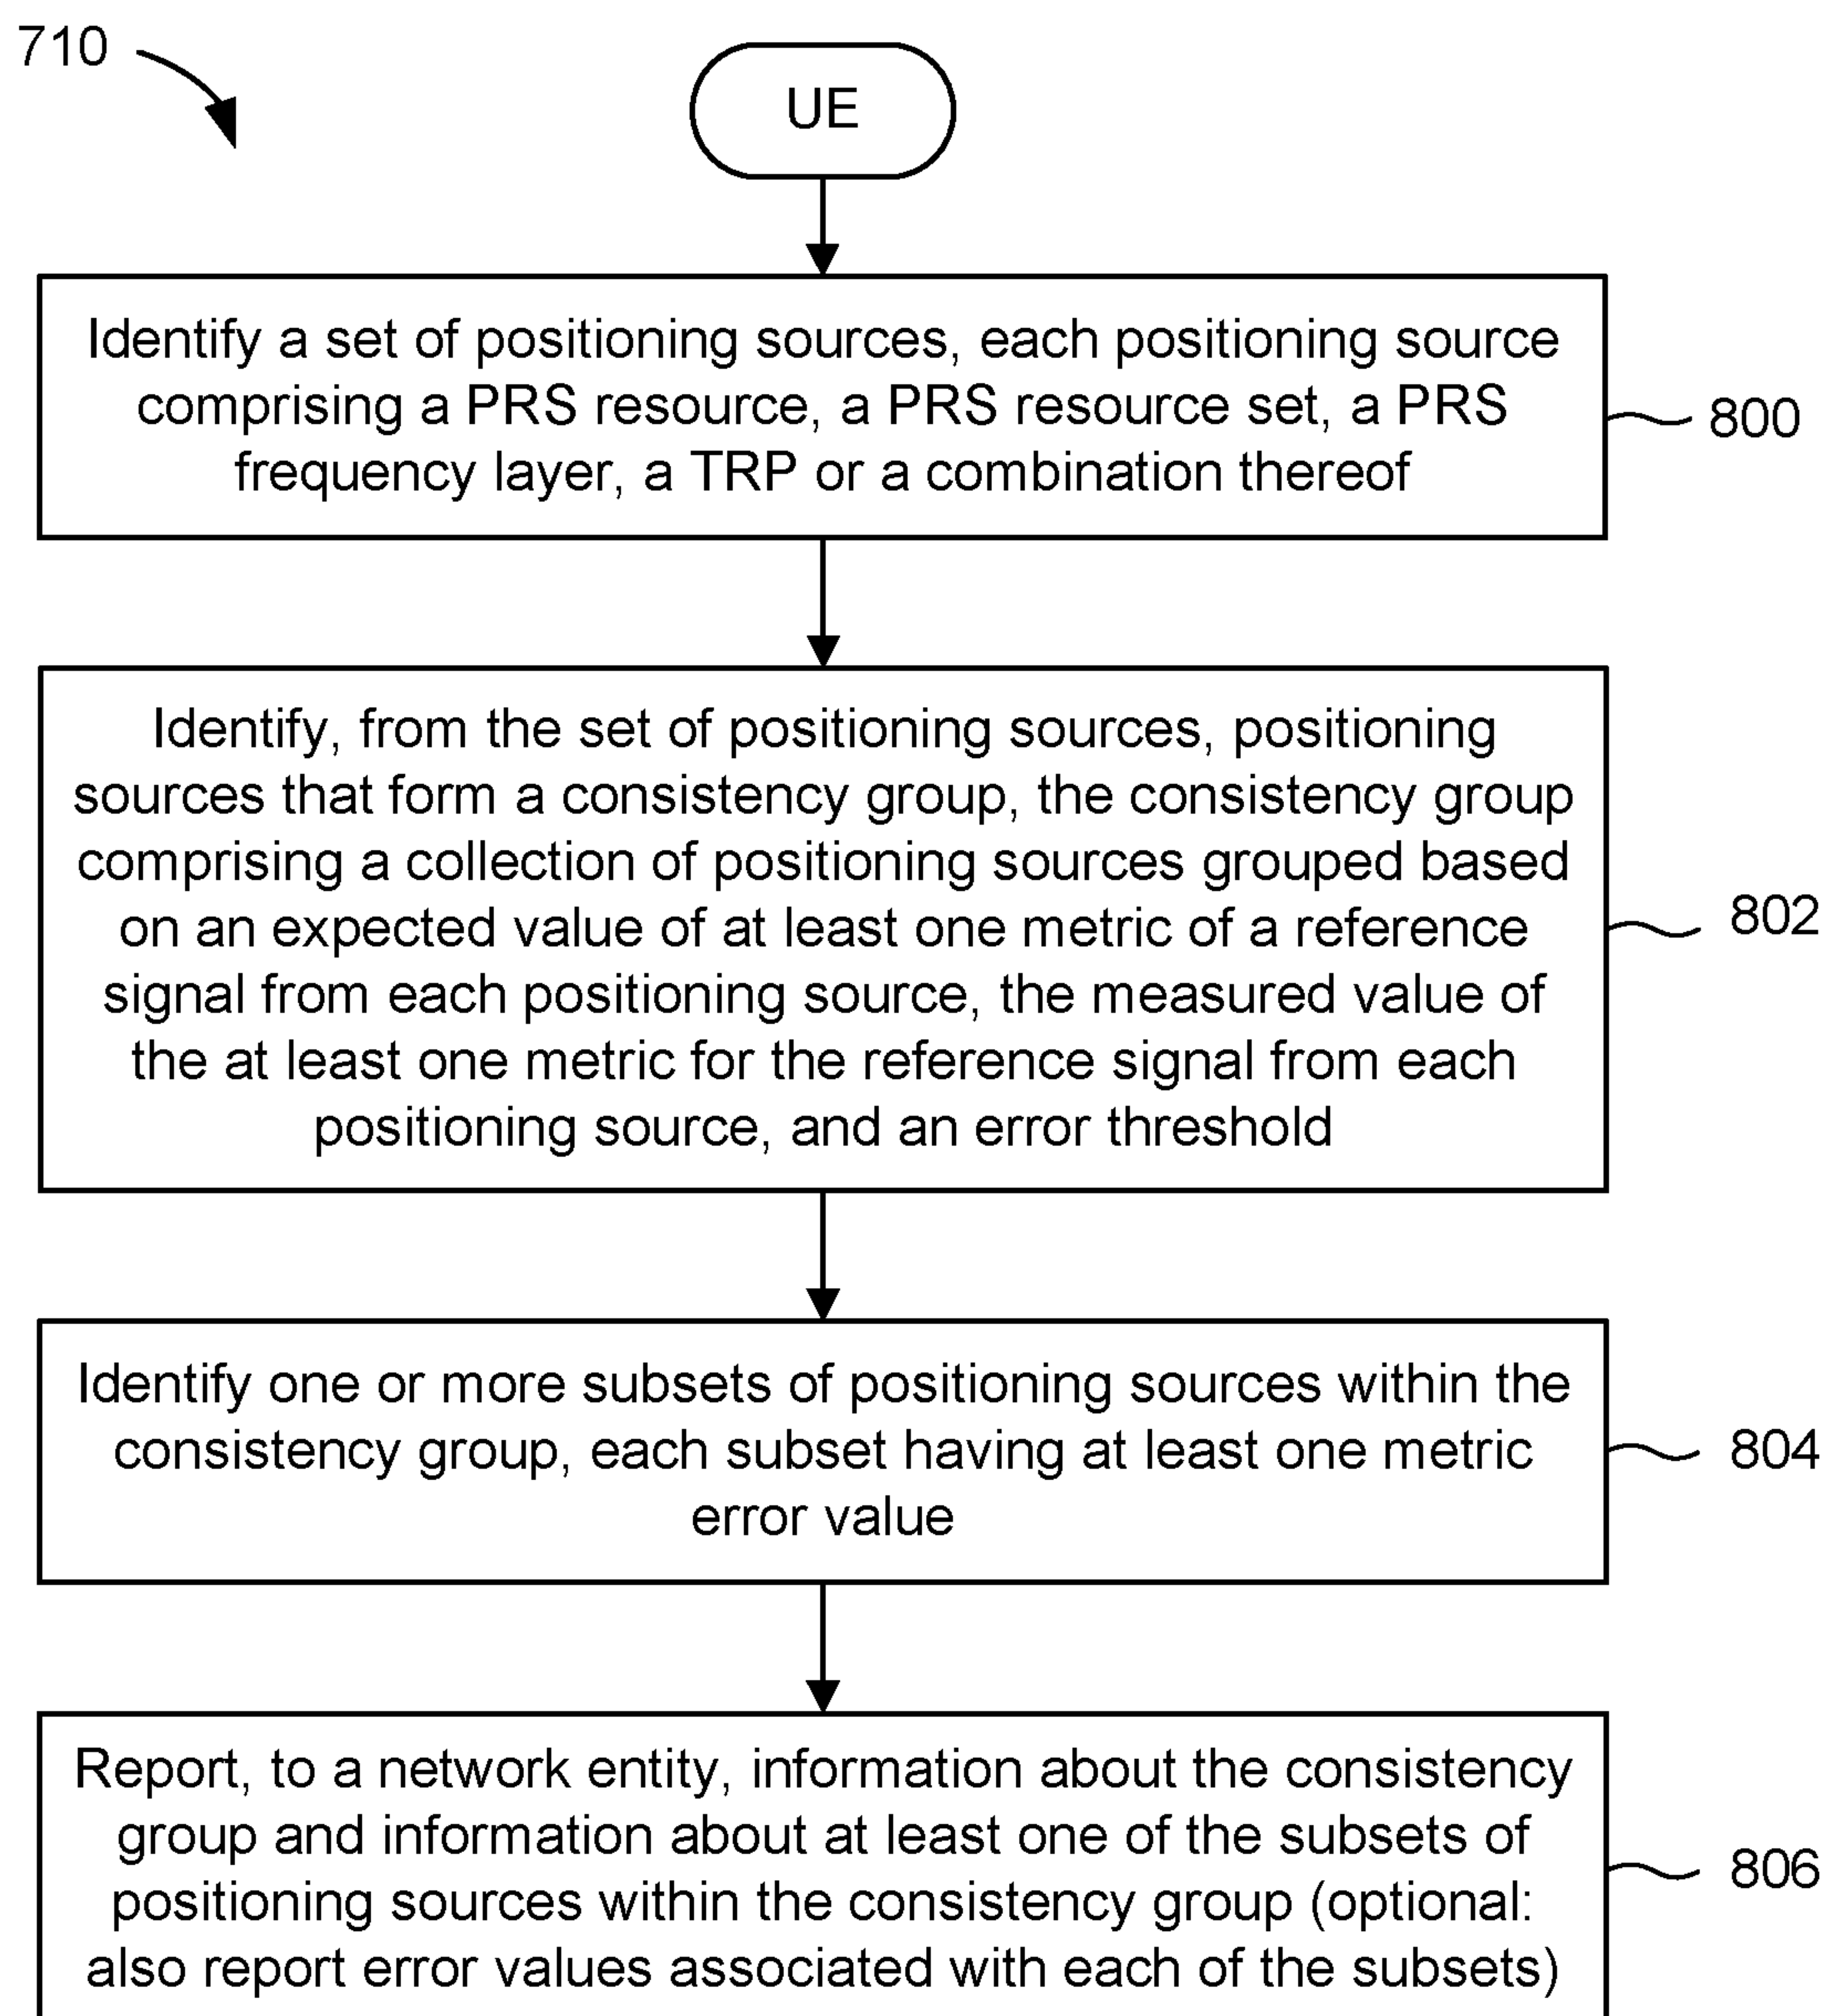 710
UE
Identify a set of positioning sources, each positioning source
comprising a PRS resource, a PRS resource set, a PRS
frequency layer, a TRP or a combination thereof
800
Identify, from the set of positioning sources, positioning
sources that form a consistency group, the consistency group
comprising a collection of positioning sources grouped based
on an expected value of at least one metric of a reference
signal from each positioning source, the measured value of
the at least one metric for the reference signal from each
positioning source, and an error threshold
802
Identify one or more subsets of positioning sources within the
consistency group, each subset having at least one metric
error value
804
Report, to a network entity, information about the consistency
group and information about at least one of the subsets of
positioning sources within the consistency group (optional:
also report error values associated with each of the subsets)
806